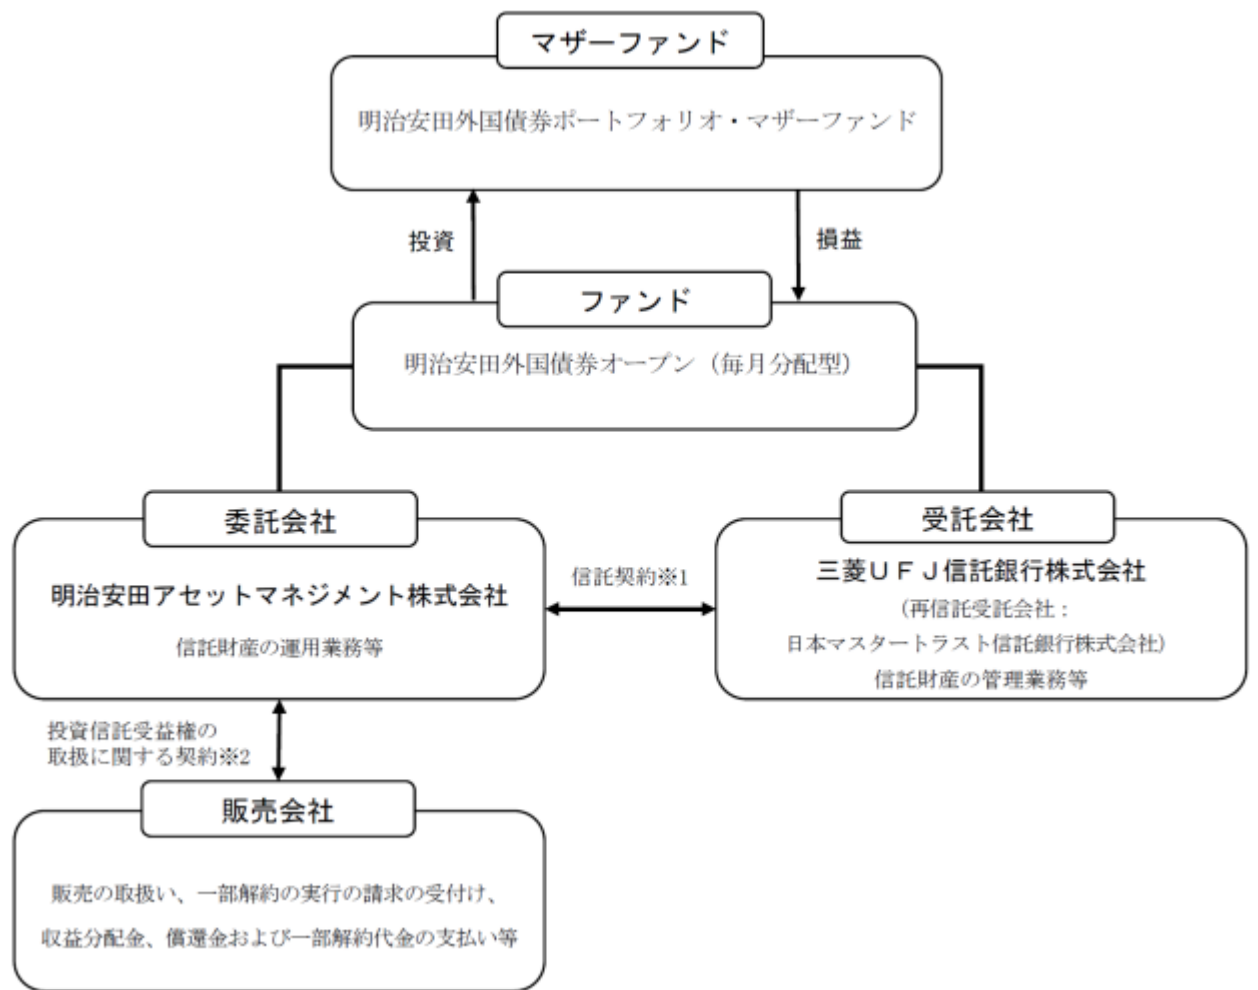 マザーファンド
明治安田外国債券ポートフォリオ・マザーファンド
投資
損益
ファンド
明治安田外国債券オープン（毎月分配型）
委託会社
明治安田アセットマネジメント株式会社
信託財産の運用業務等
信託契約※1
受託会社
三菱ＵＦＪ信託銀行株式会社
（再信託受託会社：
日本マスタートラスト信託銀行株式会社）
信託財産の管理業務等
投資信託受益権の
取扱に関する契約※2
販売会社
販売の取扱い、一部解約の実行の請求の受付け、
収益分配金、償還金および一部解約代金の支払い等